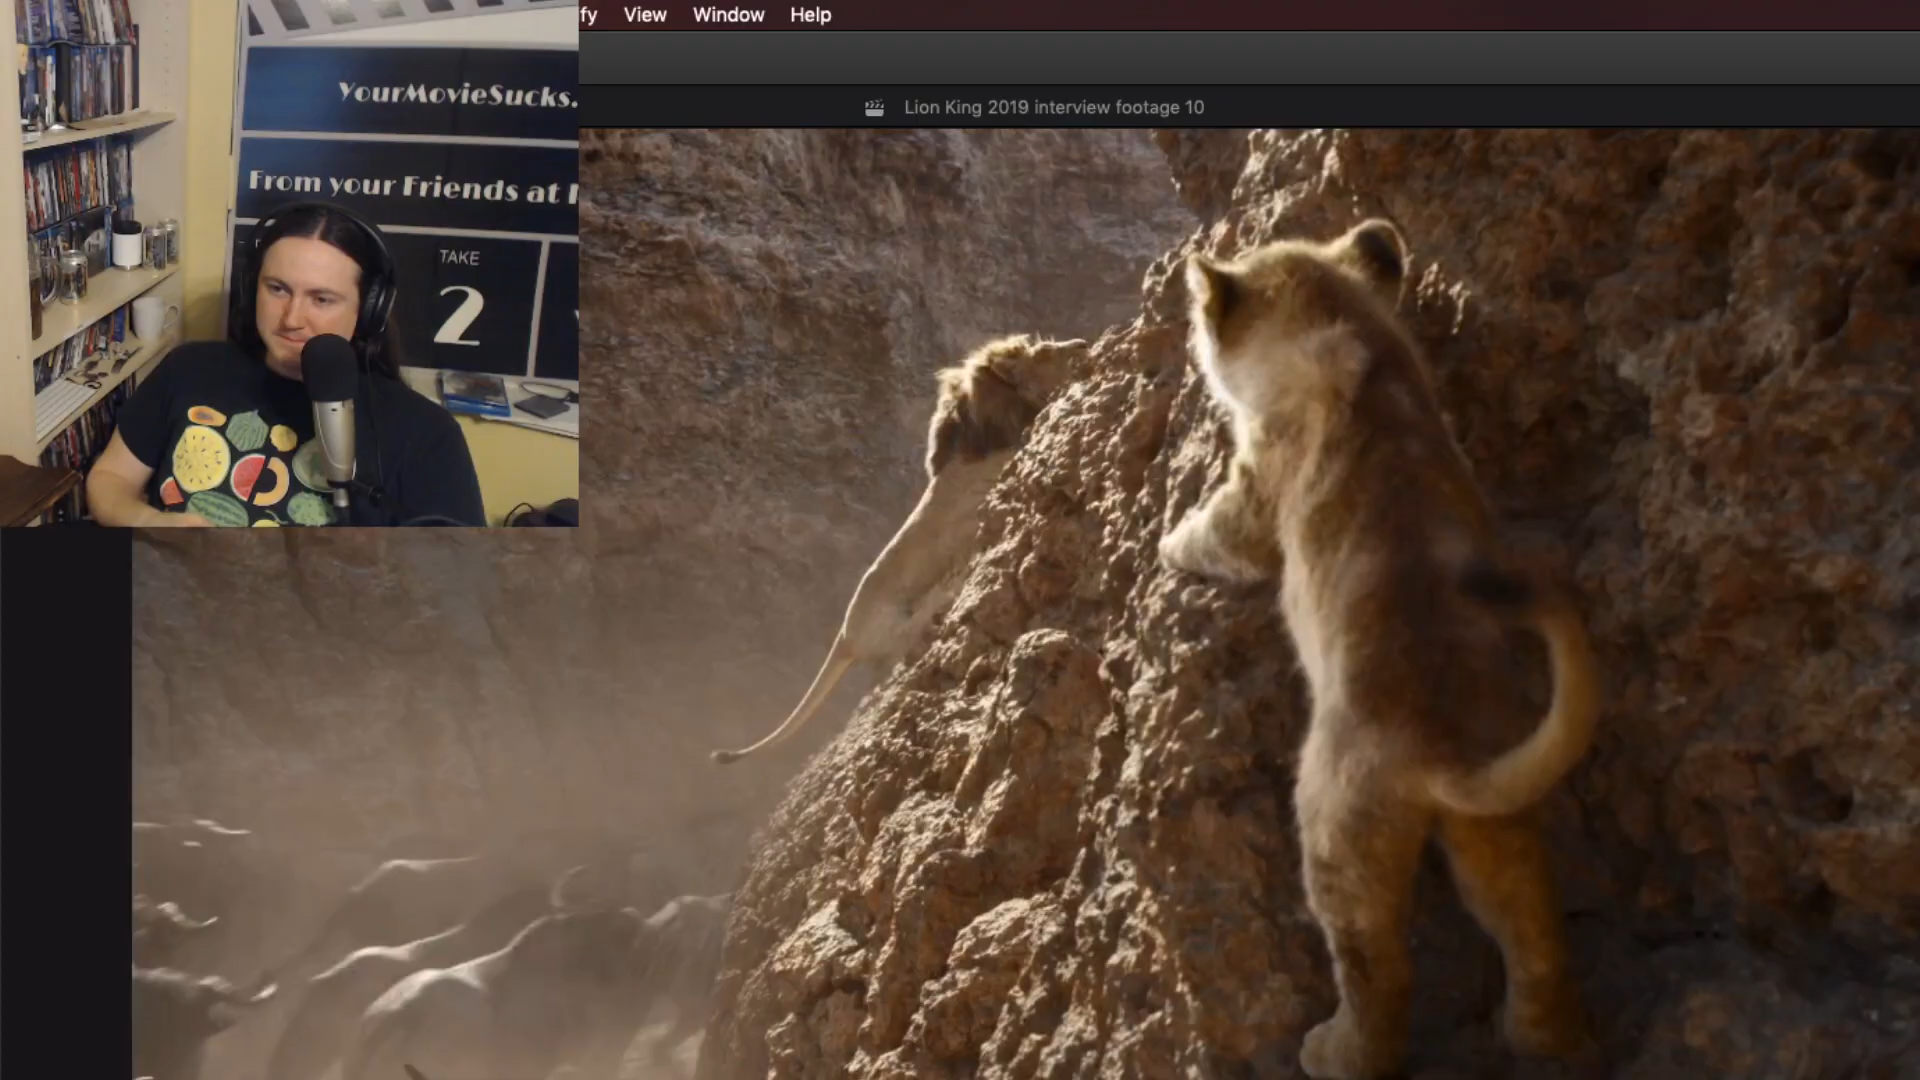 fy View Window Help
Lion King 2019 interview footage 10
YourMovieSucks.
From your Friends at
TAKE
2